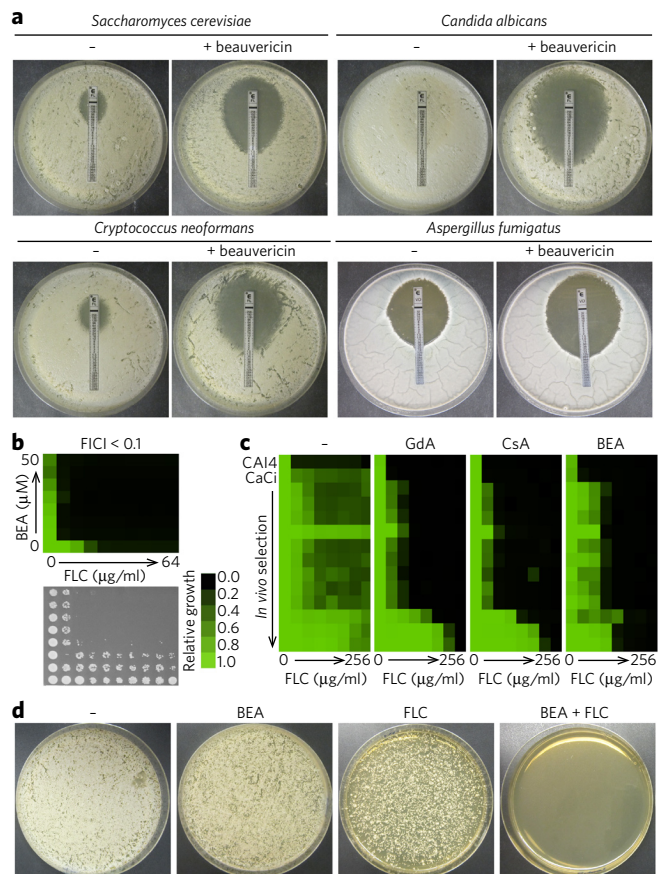 a
Saccharomyces cerevisiae
Candida albicans
–
+ beauvericin
–
+ beauvericin
Cryptococcus neoformans
Aspergillus fumigatus
–
+ beauvericin
–
+ beauvericin
b
FICI < 0.1
50
BEA (μM)
0
0
64
FLC (μg/ml)
Relative growth
0.0
0.2
0.4
0.6
0.8
1.0
c
–
GdA
CsA
BEA
CAI4
CaCi
In vivo selection
0 256 0 256 0 256 0 256
FLC (μg/ml) FLC (μg/ml) FLC (μg/ml) FLC (μg/ml)
d
–
BEA
FLC
BEA + FLC